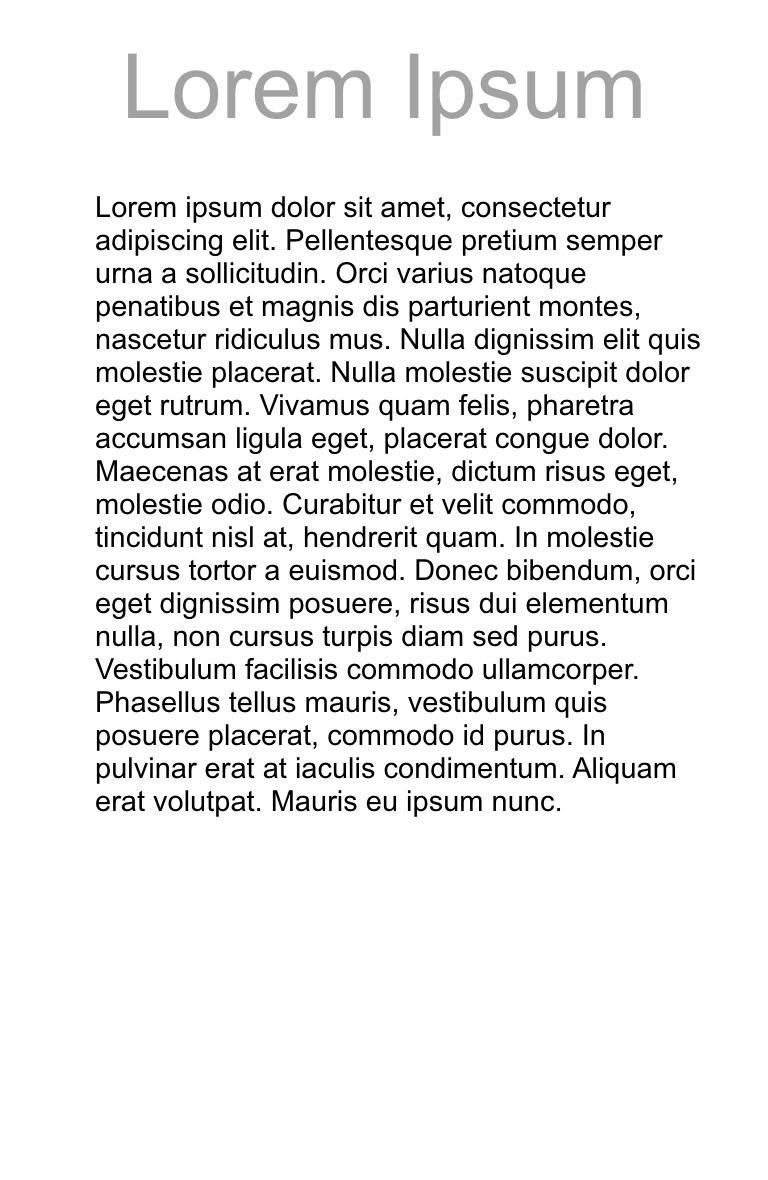 Lorem Ipsum
Lorem ipsum dolor sit amet, consectetur
adipiscing elit. Pellentesque pretium semper
urna a sollicitudin. Orci varius natoque
penatibus et magnis dis parturient montes,
nascetur ridiculus mus. Nulla dignissim elit quis
molestie placerat. Nulla molestie suscipit dolor
eget rutrum. Vivamus quam felis, pharetra
accumsan ligula eget, placerat congue dolor.
Maecenas at erat molestie, dictum risus eget,
molestie odio. Curabitur et velit commodo,
tincidunt nisl at, hendrerit quam. In molestie
cursus tortor a euismod. Donec bibendum, orci
eget dignissim posuere, risus dui elementum
nulla, non cursus turpis diam sed purus.
Vestibulum facilisis commodo ullamcorper.
Phasellus tellus mauris, vestibulum quis
posuere placerat, commodo id purus. In
pulvinar erat at iaculis condimentum. Aliquam
erat volutpat. Mauris eu ipsum nunc.